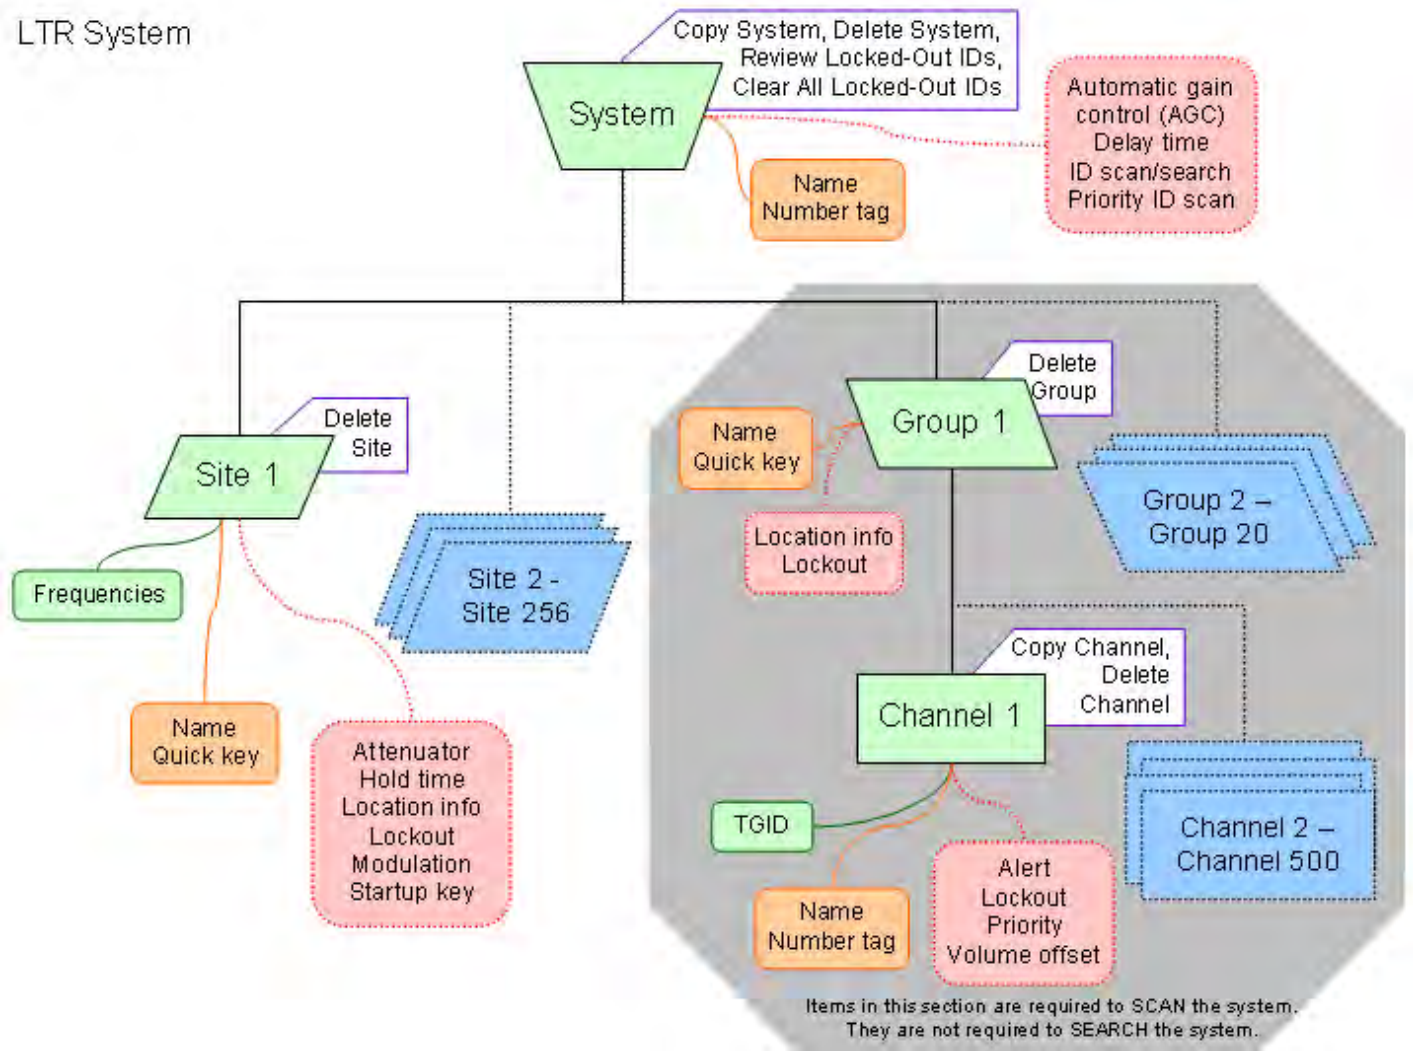 LTR System
Copy System, Delete System,
Review Locked-Out IDs,
Clear All Locked-Out IDs
System
Automatic gain
control (AGC)
Delay time
ID scan/search
Priority ID scan
Name
Number tag
Delete
Site
Site 1
Frequencies
Name
Quick key
Attenuator
Hold time
Location info
Lockout
Modulation
Startup key
Site 2 -
Site 256
Delete
Group
Group 1
Name
Quick key
Location info
Lockout
Group 2 –
Group 20
Copy Channel,
Delete
Channel
Channel 1
TGID
Name
Number tag
Alert
Lockout
Priority
Volume offset
Channel 2 –
Channel 500
Items in this section are required to SCAN the system.
They are not required to SEARCH the system.